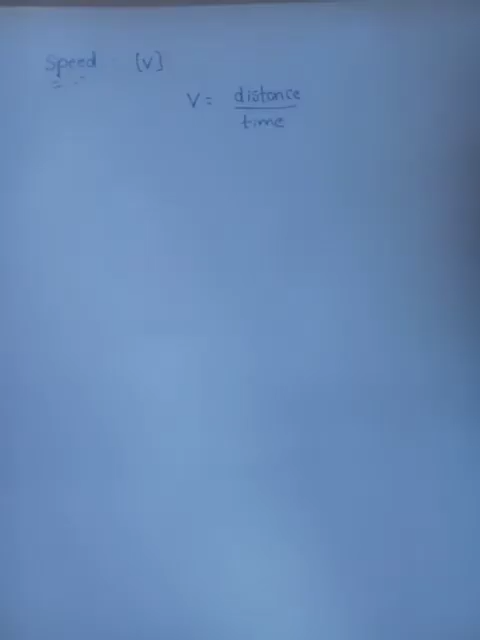 Speed [v]
V = distance
time